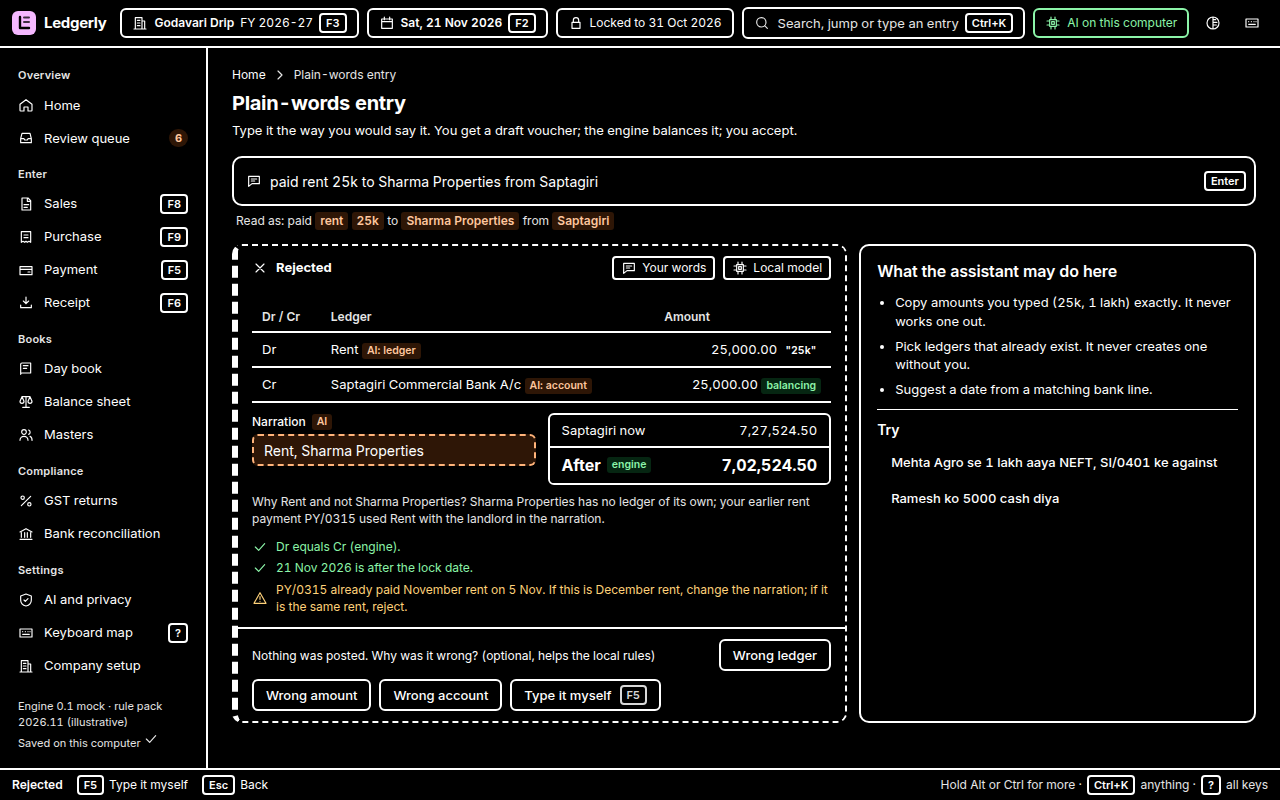 Ledgerly
Godavari Drip FY 2026-27 F3
Sat, 21 Nov 2026 F2
Locked to 31 Oct 2026
Search, jump or type an entry Ctrl+K
AI on this computer
Overview
Home
Review queue 6
Enter
Sales F8
Purchase F9
Payment F5
Receipt F6
Books
Day book
Balance sheet
Masters
Compliance
GST returns
Bank reconciliation
Settings
AI and privacy
Keyboard map ?
Company setup
Engine 0.1 mock · rule pack
2026.11 (illustrative)
Saved on this computer
Home > Plain-words entry
Plain-words entry
Type it the way you would say it. You get a draft voucher; the engine balances it; you accept.
paid rent 25k to Sharma Properties from Saptagiri Enter
Read as: paid rent 25k to Sharma Properties from Saptagiri
Rejected Your words Local model
Dr / Cr Ledger Amount
Dr Rent AI: ledger 25,000.00 "25k"
Cr Saptagiri Commercial Bank A/c AI: account 25,000.00 balancing
Narration AI
Rent, Sharma Properties
Saptagiri now 7,27,524.50
After engine 7,02,524.50
Why Rent and not Sharma Properties? Sharma Properties has no ledger of its own; your earlier rent
payment PY/0315 used Rent with the landlord in the narration.
Dr equals Cr (engine).
21 Nov 2026 is after the lock date.
PY/0315 already paid November rent on 5 Nov. If this is December rent, change the narration; if it
is the same rent, reject.
Nothing was posted. Why was it wrong? (optional, helps the local rules) Wrong ledger
Wrong amount Wrong account Type it myself F5
What the assistant may do here
• Copy amounts you typed (25k, 1 lakh) exactly. It never
works one out.
• Pick ledgers that already exist. It never creates one
without you.
• Suggest a date from a matching bank line.
Try
Mehta Agro se 1 lakh aaya NEFT, SI/0401 ke against
Ramesh ko 5000 cash diya
Rejected F5 Type it myself Esc Back
Hold Alt or Ctrl for more · Ctrl+K anything · ? all keys